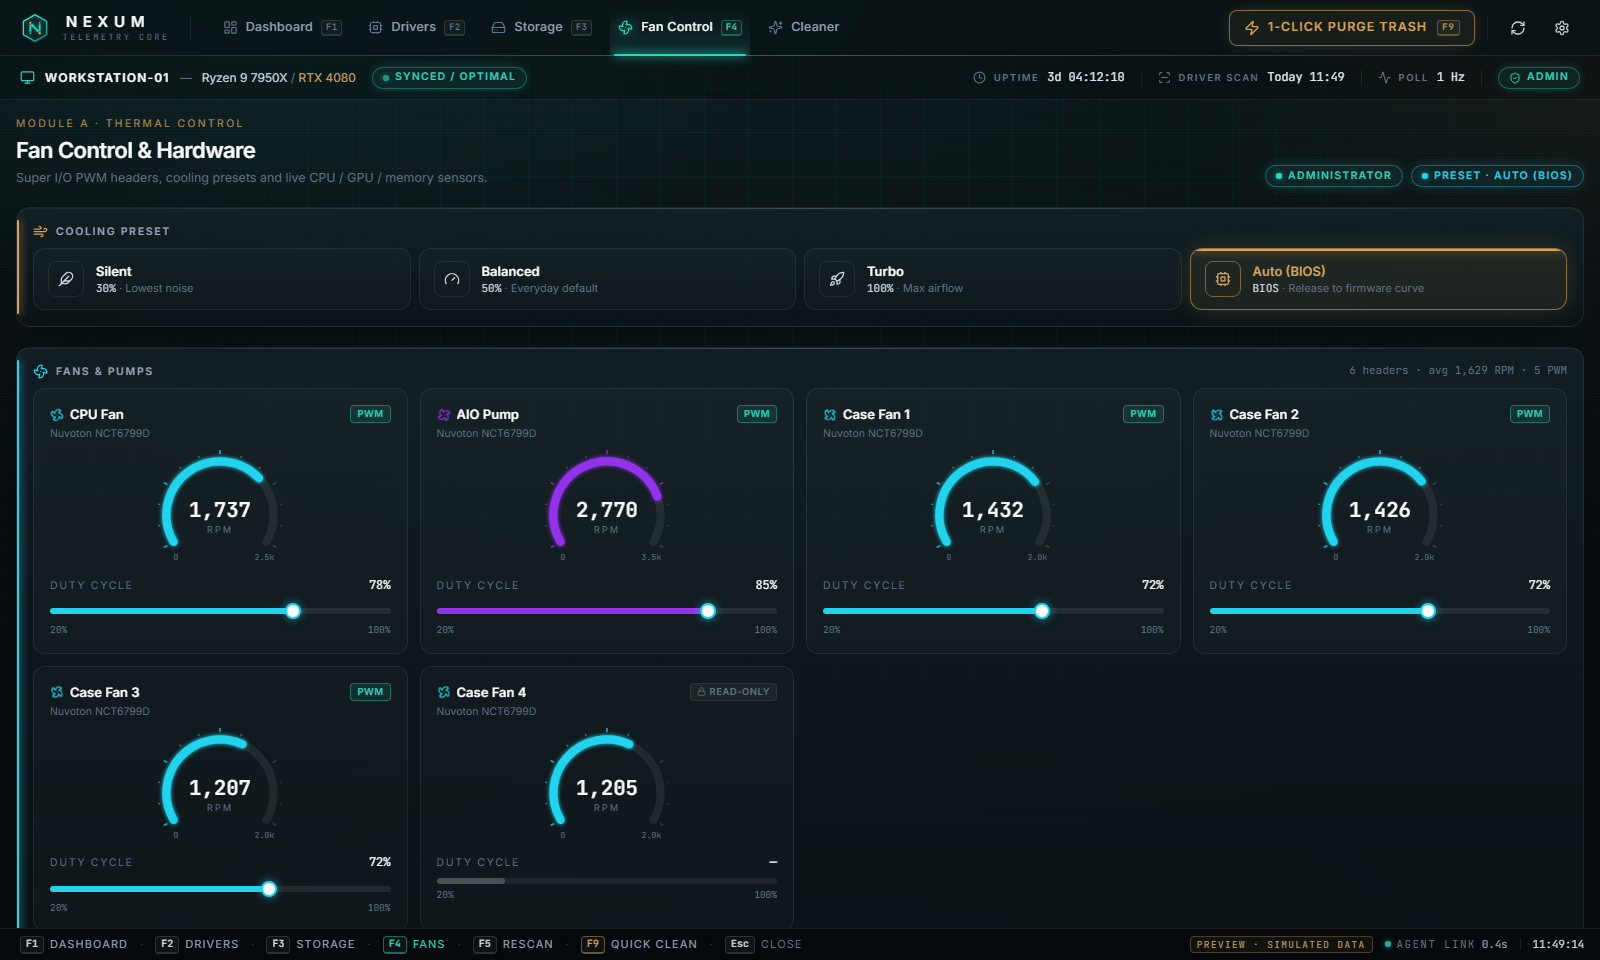 NEXUM
TELEMETRY CORE
Dashboard F1
Drivers F2
Storage F3
Fan Control F4
Cleaner
1-CLICK PURGE TRASH F9
WORKSTATION-01 — Ryzen 9 7950X / RTX 4080
SYNCED / OPTIMAL
UPTIME 3d 04:12:10
DRIVER SCAN Today 11:49
POLL 1 Hz
ADMIN
MODULE A · THERMAL CONTROL
Fan Control & Hardware
Super I/O PWM headers, cooling presets and live CPU / GPU / memory sensors.
ADMINISTRATOR
PRESET · AUTO (BIOS)
COOLING PRESET
Silent
30% · Lowest noise
Balanced
50% · Everyday default
Turbo
100% · Max airflow
Auto (BIOS)
BIOS · Release to firmware curve
FANS & PUMPS
6 headers · avg 1,629 RPM · 5 PWM
CPU Fan PWM
Nuvoton NCT6799D
1,737
RPM
0 2.5k
DUTY CYCLE 78%
20% 100%
AIO Pump PWM
Nuvoton NCT6799D
2,770
RPM
0 3.5k
DUTY CYCLE 85%
20% 100%
Case Fan 1 PWM
Nuvoton NCT6799D
1,432
RPM
0 2.0k
DUTY CYCLE 72%
20% 100%
Case Fan 2 PWM
Nuvoton NCT6799D
1,426
RPM
0 2.0k
DUTY CYCLE 72%
20% 100%
Case Fan 3 PWM
Nuvoton NCT6799D
1,207
RPM
0 2.0k
DUTY CYCLE 72%
20% 100%
Case Fan 4 READ-ONLY
Nuvoton NCT6799D
1,205
RPM
0 2.0k
DUTY CYCLE —
20% 100%
F1 DASHBOARD · F2 DRIVERS · F3 STORAGE · F4 FANS · F5 RESCAN · F9 QUICK CLEAN · Esc CLOSE
PREVIEW · SIMULATED DATA
AGENT LINK 0.4s
11:49:14